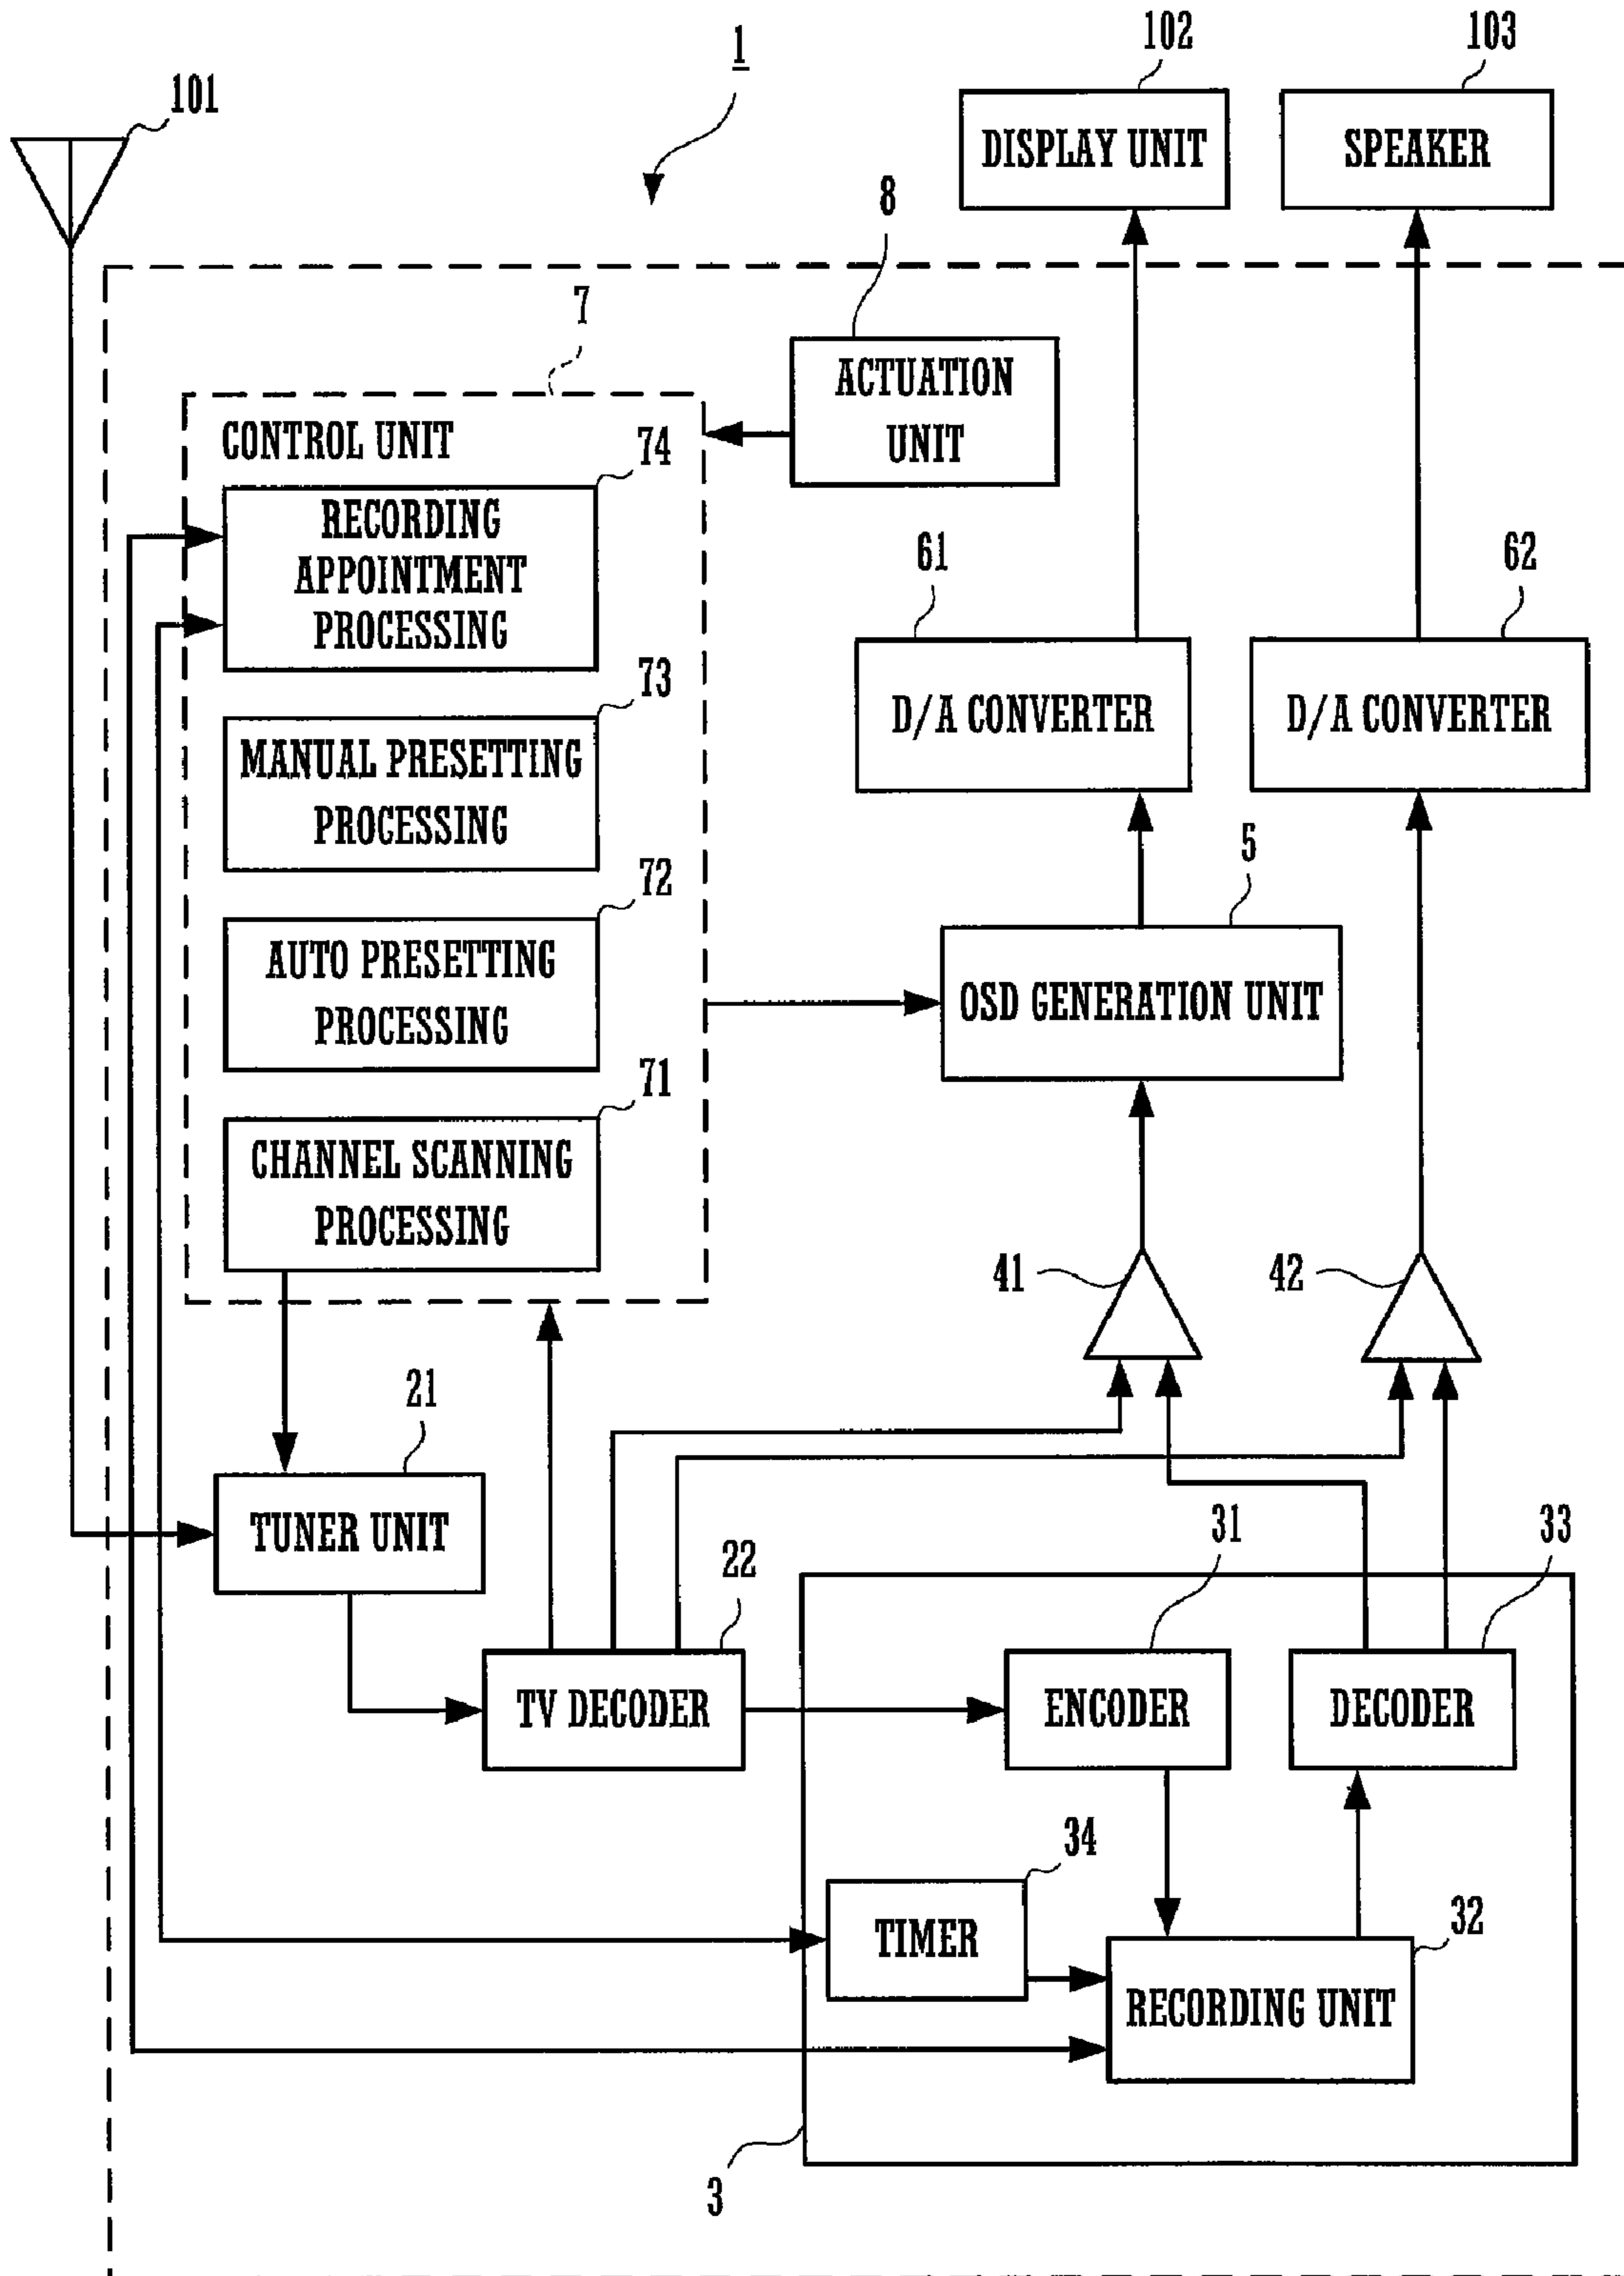 1
102
103
101
DISPLAY UNIT
SPEAKER
8
7
ACTUATION
UNIT
CONTROL UNIT
74
RECORDING
APPOINTMENT
PROCESSING
61
62
73
D/A CONVERTER
D/A CONVERTER
MANUAL PRESETTING
PROCESSING
5
72
AUTO PRESETTING
PROCESSING
OSD GENERATION UNIT
71
CHANNEL SCANNING
PROCESSING
41
42
21
TUNER UNIT
31
33
22
TV DECODER
ENCODER
DECODER
34
TIMER
32
RECORDING UNIT
3